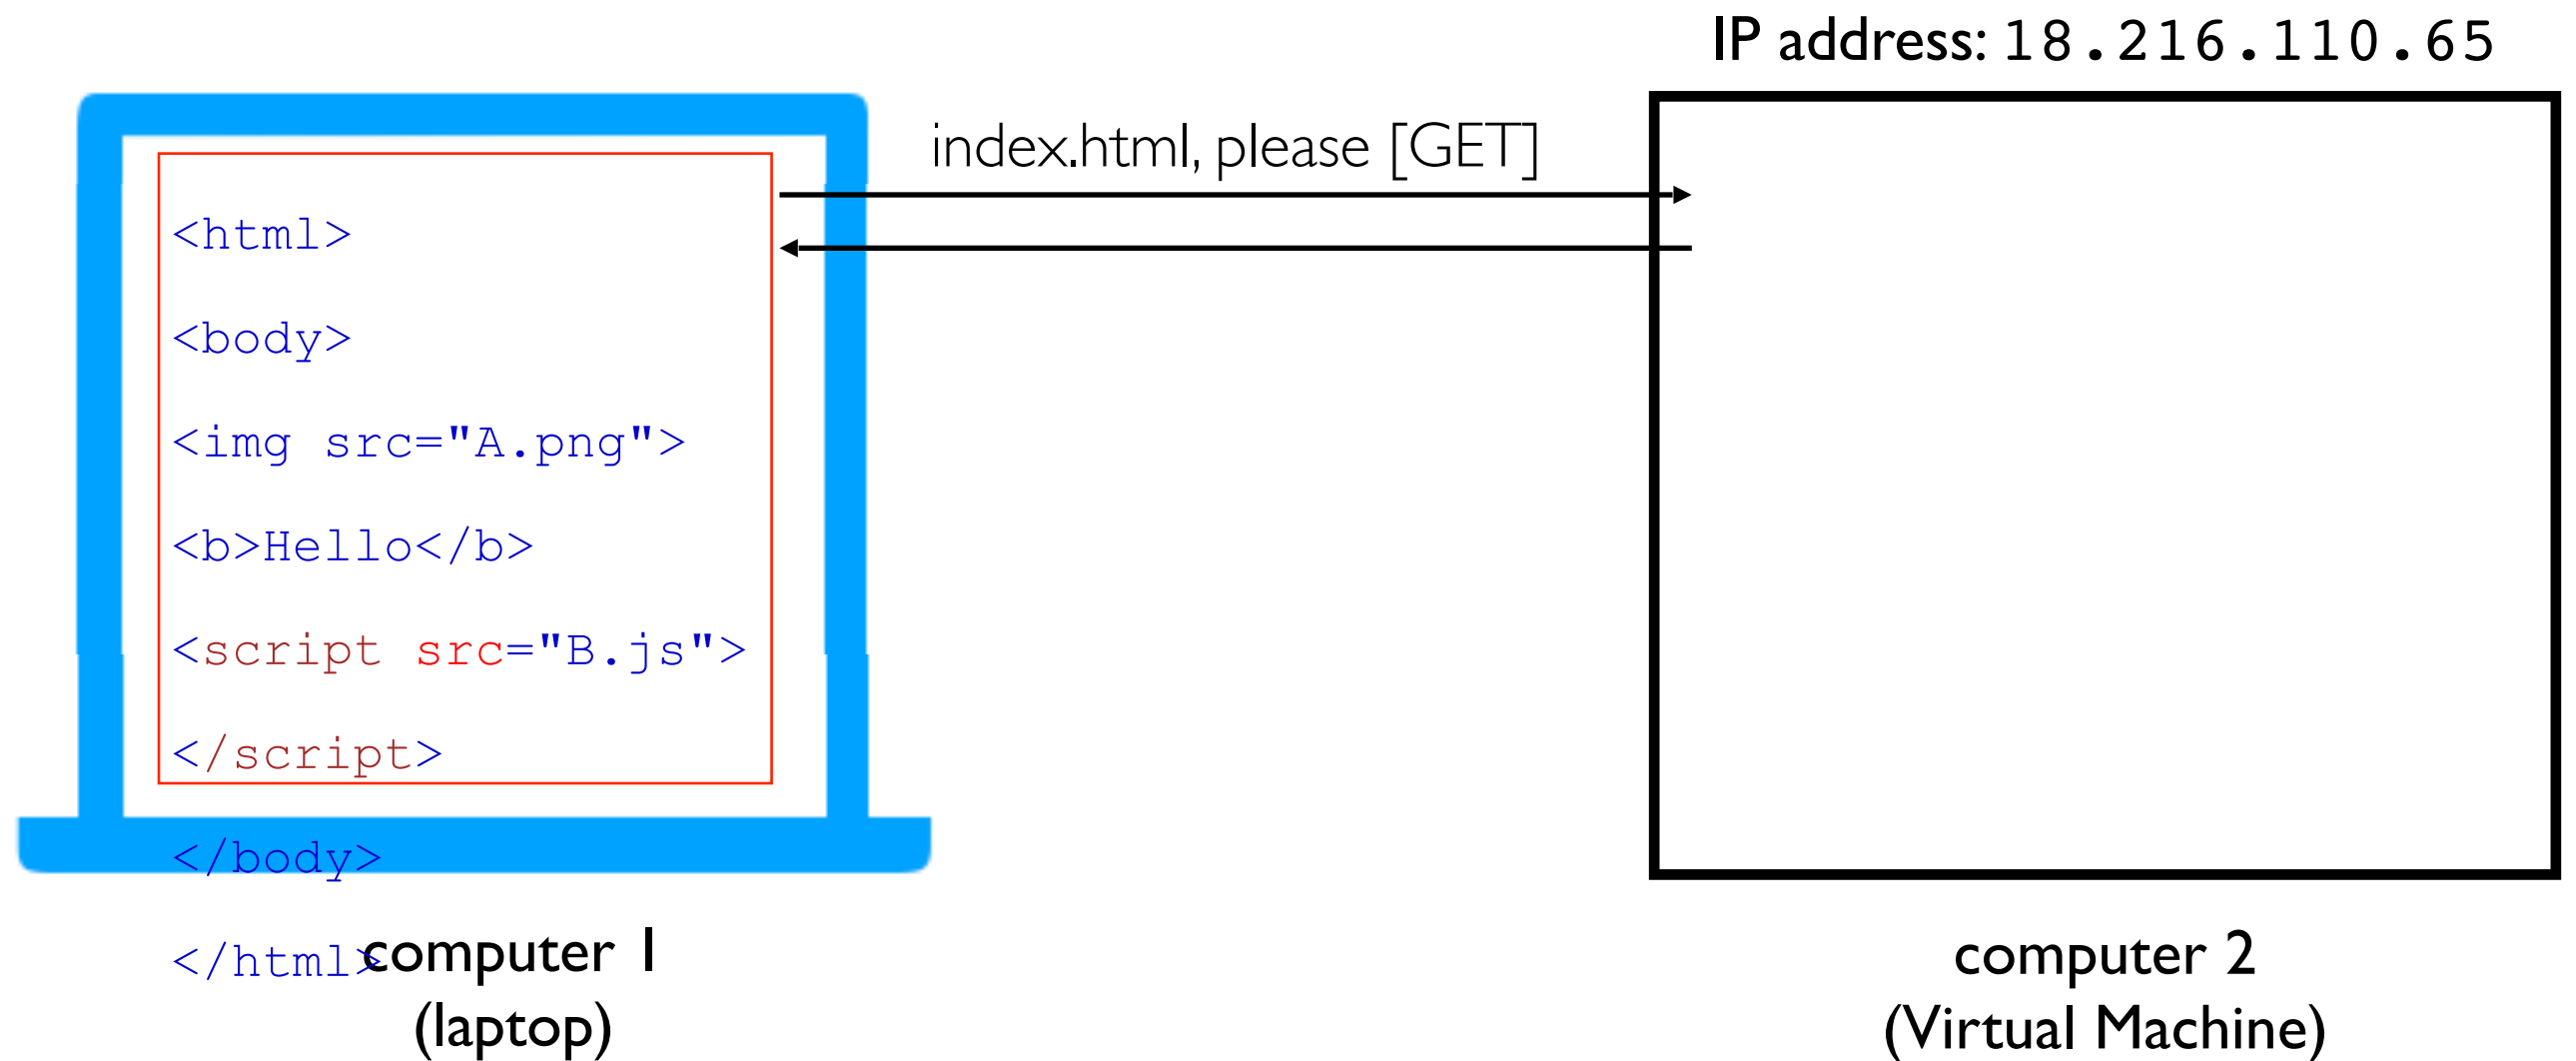 IP address: 18.216.110.65
index.html, please [GET]
<html>
<body>
<img src="A.png">
<b>Hello</b>
<script src="B.js">
</script>
</body>
</html>
computer 1
(laptop)
computer 2
(Virtual Machine)